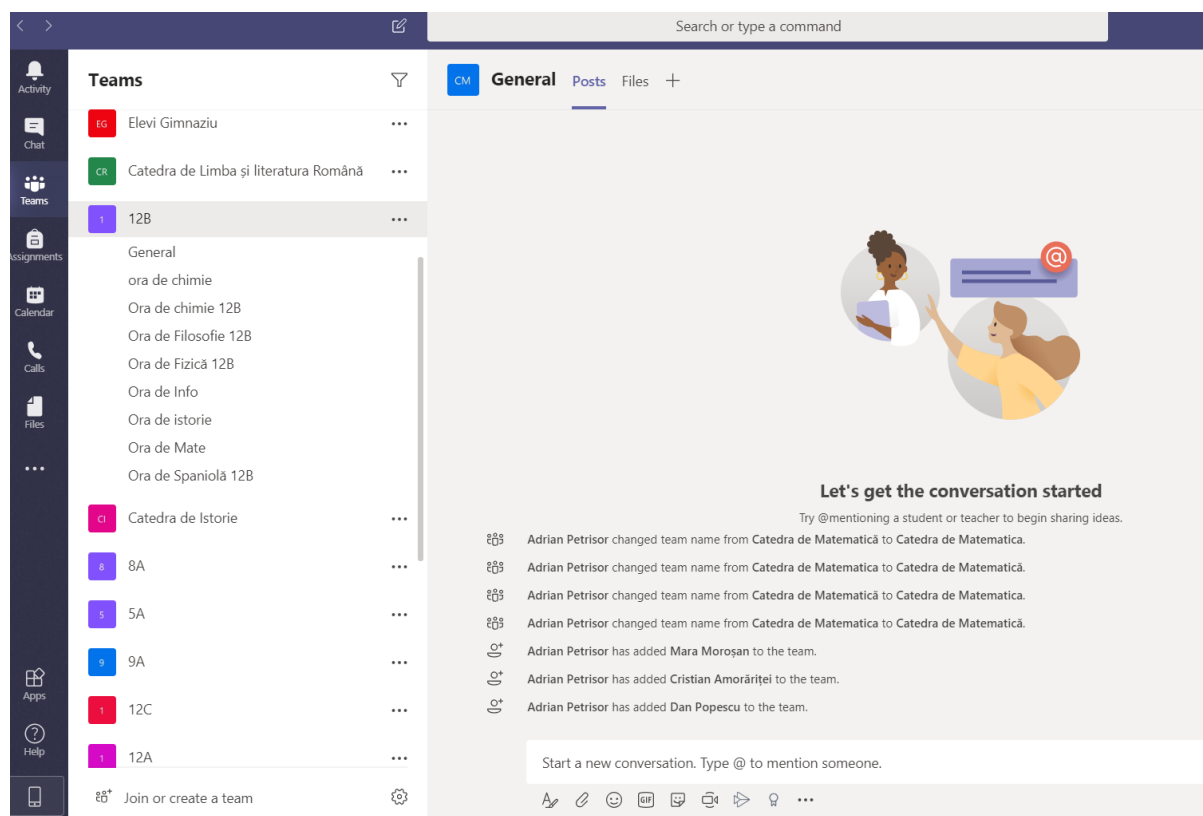 Search or type a command
Activity
Chat
Teams
Assignments
Calendar
Calls
Files
Apps
Help
Teams
EG Elevi Gimnaziu
CR Catedra de Limba și literatura Română
1 12B
General
ora de chimie
Ora de chimie 12B
Ora de Filosofie 12B
Ora de Fizică 12B
Ora de Info
Ora de istorie
Ora de Mate
Ora de Spaniolă 12B
CI Catedra de Istorie
8 8A
5 5A
9 9A
1 12C
1 12A
Join or create a team
CM General Posts Files
@
Let's get the conversation started
Try @mentioning a student or teacher to begin sharing ideas.
Adrian Petrisor changed team name from Catedra de Matematică to Catedra de Matematica.
Adrian Petrisor changed team name from Catedra de Matematica to Catedra de Matematică.
Adrian Petrisor changed team name from Catedra de Matematică to Catedra de Matematica.
Adrian Petrisor changed team name from Catedra de Matematica to Catedra de Matematică.
Adrian Petrisor has added Mara Moroșan to the team.
Adrian Petrisor has added Cristian Amorăriței to the team.
Adrian Petrisor has added Dan Popescu to the team.
Start a new conversation. Type @ to mention someone.
GIF